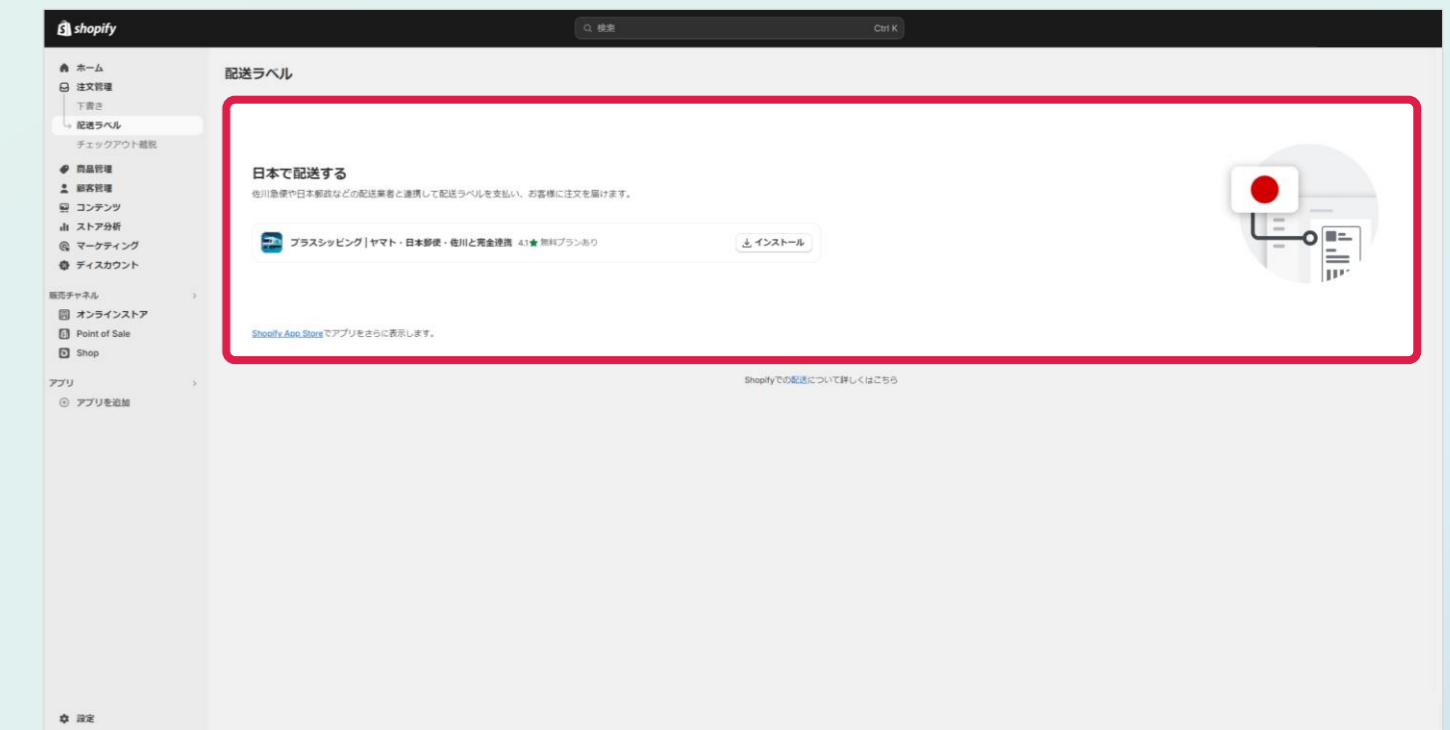 shopify
検索
Ctrl K
ホーム
注文管理
下書き
配送ラベル
チェックアウト離脱
商品管理
顧客管理
コンテンツ
ストア分析
マーケティング
ディスカウント
販売チャネル
オンラインストア
Point of Sale
Shop
アプリ
アプリを追加
設定
配送ラベル
日本で配送する
佐川急便や日本郵政などの配送業者と連携して配送ラベルを支払い、お客様に注文を届けます。
プラスシッピング | ヤマト・日本郵便・佐川と完全連携 4.1★ 無料プランあり
インストール
Shopify App Storeでアプリをさらに表示します。
Shopifyでの配送について詳しくはこちら